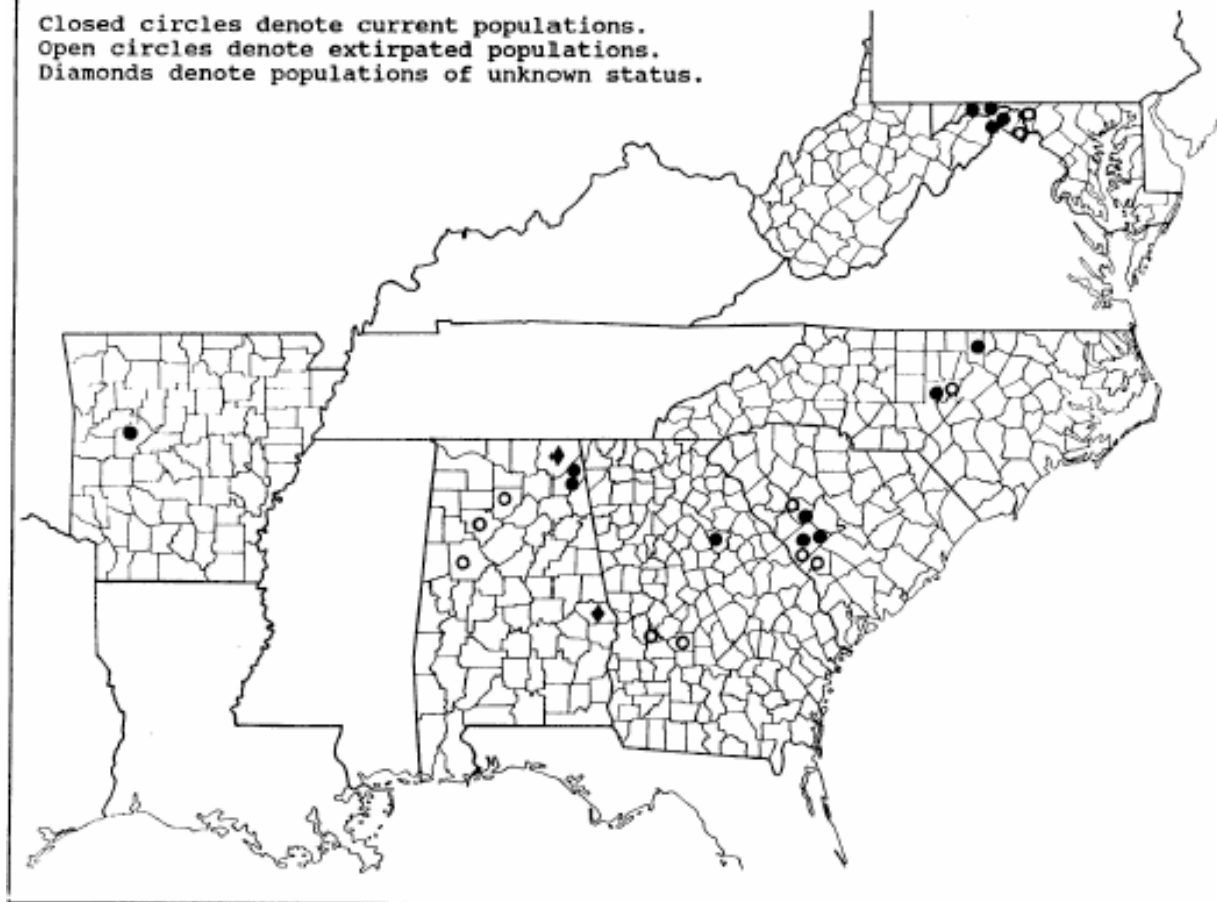 Closed circles denote current populations.
Open circles denote extirpated populations.
Diamonds denote populations of unknown status.